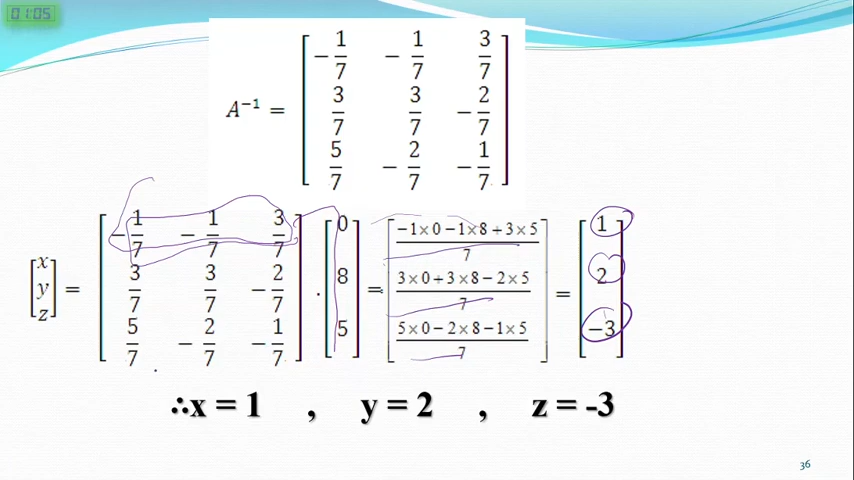 01:05
A⁻¹ = [ −1/7 −1/7 3/7
3/7 3/7 −2/7
5/7 −2/7 −1/7 ]
[ x y z ] = [ −1/7 −1/7 3/7
3/7 3/7 −2/7
5/7 −2/7 −1/7 ] . [ 0 8 5 ] = [ (−1×0−1×8+3×5)/7
(3×0+3×8−2×5)/7
(5×0−2×8−1×5)/7 ] = [ 1 2 −3 ]
∴x = 1 , y = 2 , z = -3
36